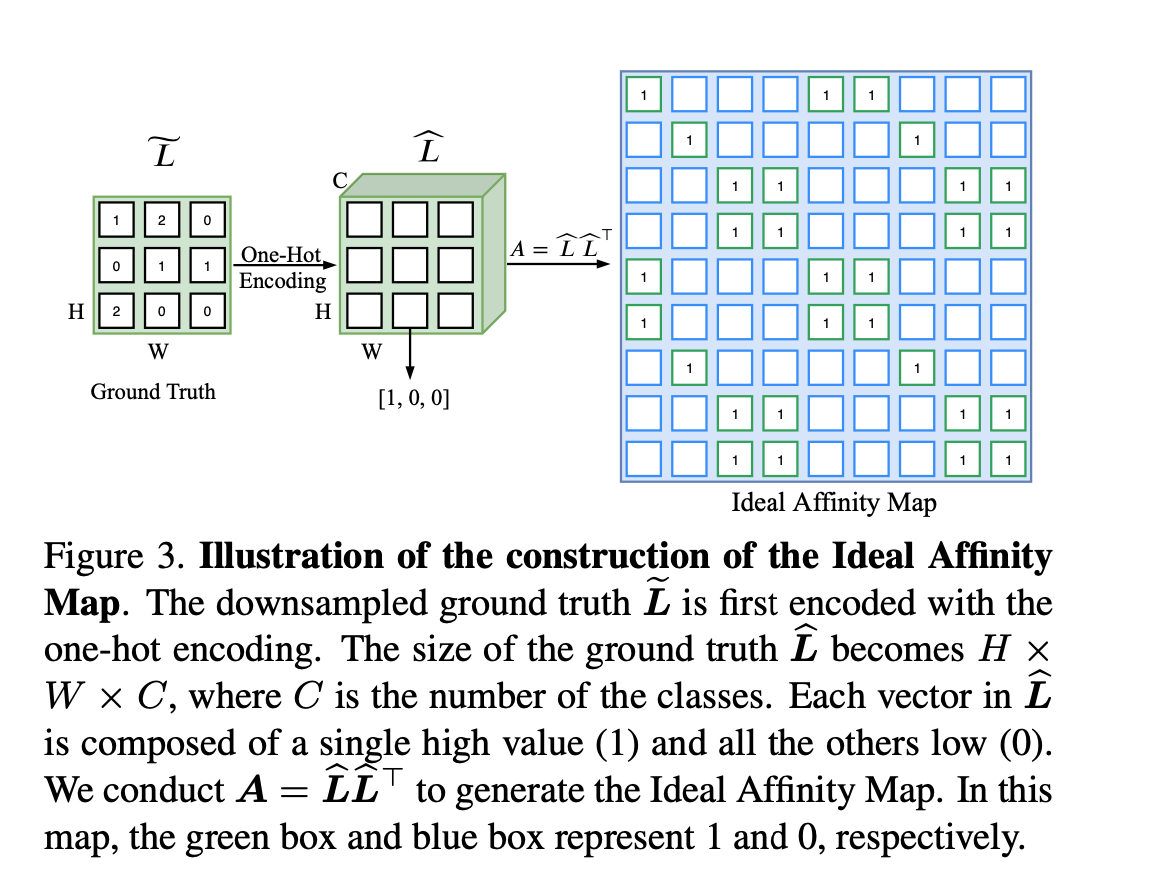 L̃
1 2 0
0 1 1
2 0 0
H
W
Ground Truth
One-Hot
Encoding
L̂
C
H
W
[1, 0, 0]
A = L̂ L̂⊤
1 1 1
1 1
1 1 1 1
1 1 1 1
1 1 1
1 1 1
1 1
1 1 1 1
1 1 1 1
Ideal Affinity Map
Figure 3. Illustration of the construction of the Ideal Affinity
Map. The downsampled ground truth L̃ is first encoded with the
one-hot encoding. The size of the ground truth L̂ becomes H ×
W × C, where C is the number of the classes. Each vector in L̂
is composed of a single high value (1) and all the others low (0).
We conduct A = L̂L̂⊤ to generate the Ideal Affinity Map. In this
map, the green box and blue box represent 1 and 0, respectively.